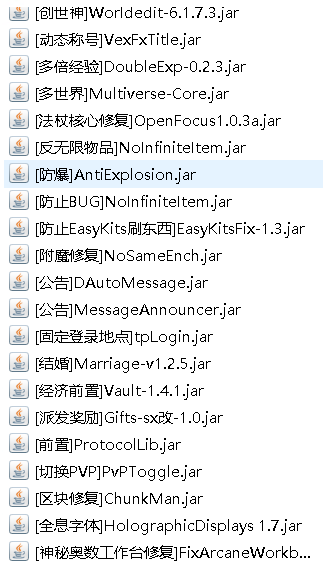 [创世神]Worldedit-6.1.7.3.jar
[动态称号]VexFxTitle.jar
[多倍经验]DoubleExp-0.2.3.jar
[多世界]Multiverse-Core.jar
[法杖核心修复]OpenFocus1.0.3a.jar
[反无限物品]NoInfiniteItem.jar
[防爆]AntiExplosion.jar
[防止BUG]NoInfiniteItem.jar
[防止EasyKits刷东西]EasyKitsFix-1.3.jar
[附魔修复]NoSameEnch.jar
[公告]DAutoMessage.jar
[公告]MessageAnnouncer.jar
[固定登录地点]tpLogin.jar
[结婚]Marriage-v1.2.5.jar
[经济前置]Vault-1.4.1.jar
[派发奖励]Gifts-sx改-1.0.jar
[前置]ProtocolLib.jar
[切换PVP]PvPToggle.jar
[区块修复]ChunkMan.jar
[全息字体]HolographicDisplays 1.7.jar
[神秘奥数工作台修复]FixArcaneWorkb...